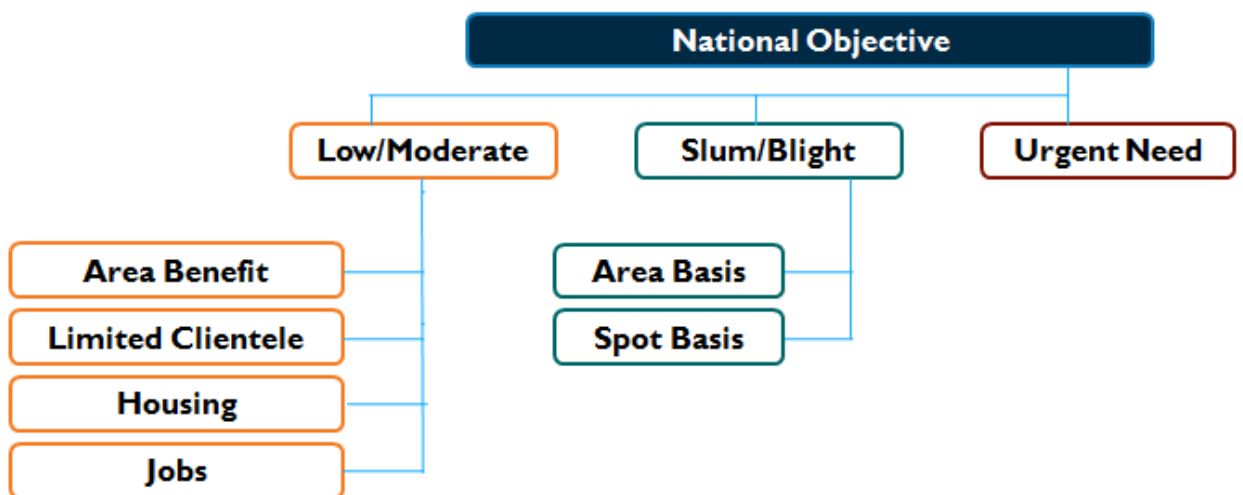 National Objective
Low/Moderate
Slum/Blight
Urgent Need
Area Benefit
Limited Clientele
Housing
Jobs
Area Basis
Spot Basis